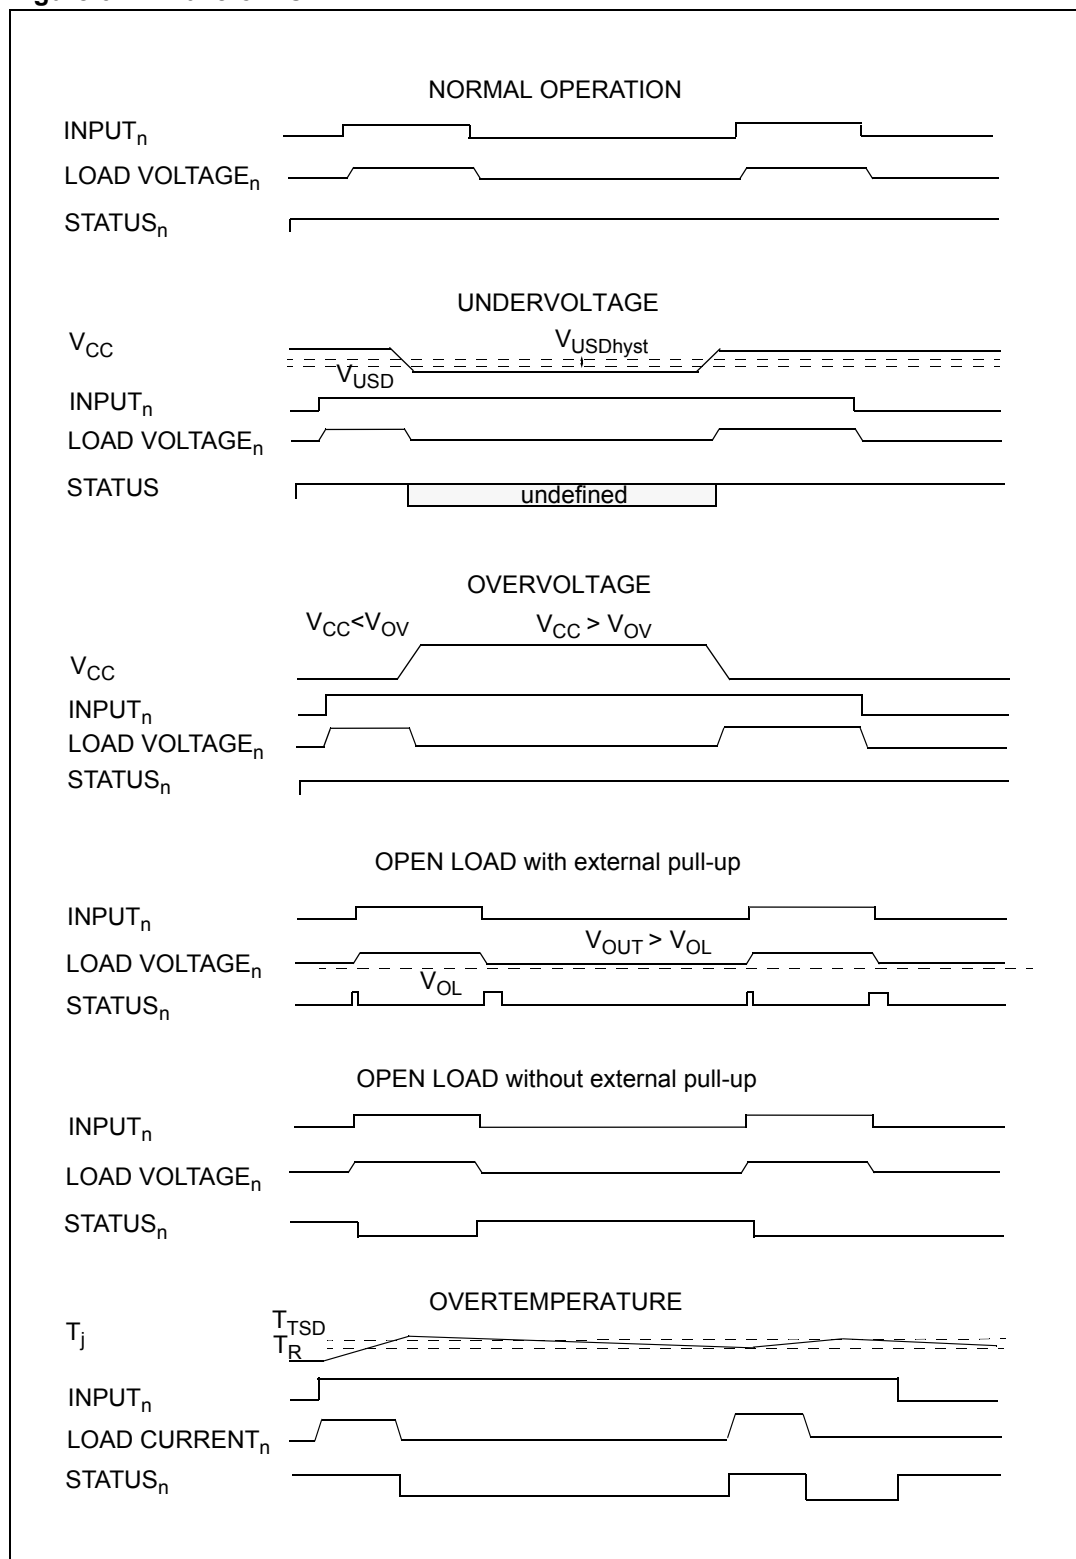 NORMAL OPERATION
INPUTn
LOAD VOLTAGEn
STATUSn
UNDERVOLTAGE
VCC
VUSDhyst
VUSD
INPUTn
LOAD VOLTAGEn
STATUS
undefined
OVERVOLTAGE
VCC<VOV
VCC > VOV
VCC
INPUTn
LOAD VOLTAGEn
STATUSn
OPEN LOAD with external pull-up
INPUTn
VOUT > VOL
LOAD VOLTAGEn
VOL
STATUSn
OPEN LOAD without external pull-up
INPUTn
LOAD VOLTAGEn
STATUSn
OVERTEMPERATURE
Tj
TTSD
TR
INPUTn
LOAD CURRENTn
STATUSn